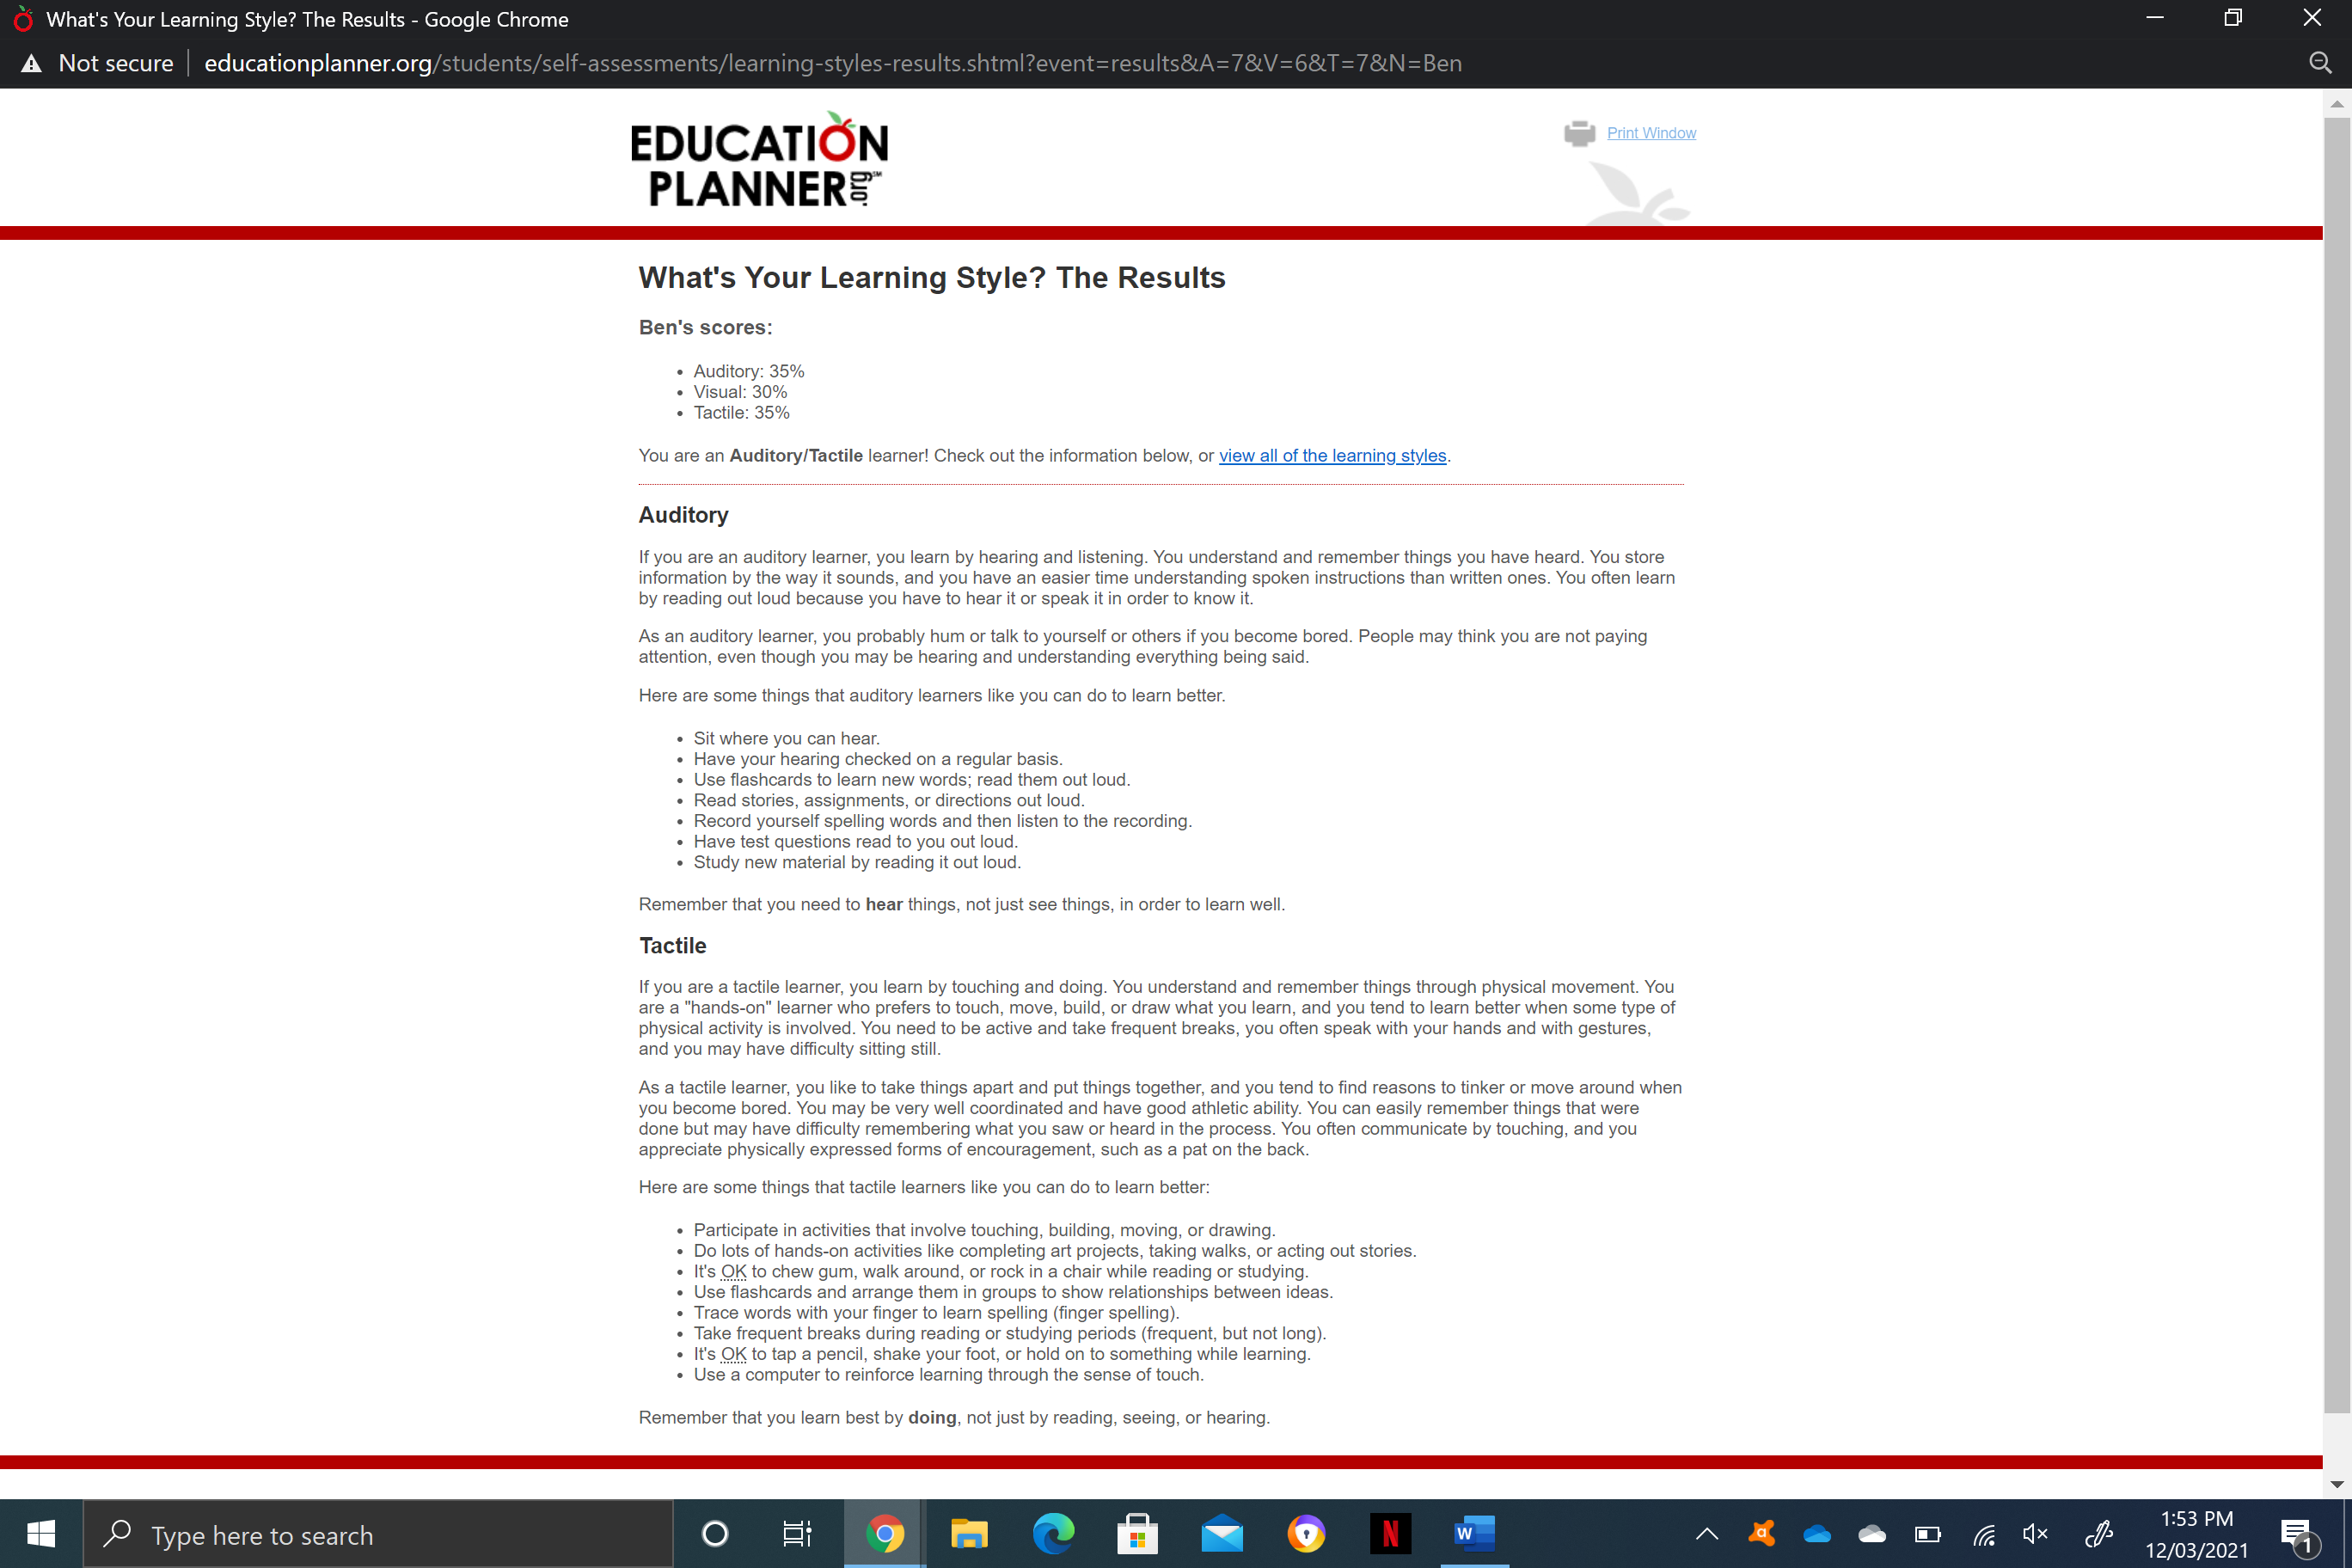 What's Your Learning Style? The Results - Google Chrome
Not secure educationplanner.org/students/self-assessments/learning-styles-results.shtml?event=results&A=7&V=6&T=7&N=Ben
EDUCATION
PLANNER.org℠
Print Window
What's Your Learning Style? The Results
Ben's scores:
• Auditory: 35%
• Visual: 30%
• Tactile: 35%
You are an Auditory/Tactile learner! Check out the information below, or view all of the learning styles.
Auditory
If you are an auditory learner, you learn by hearing and listening. You understand and remember things you have heard. You store
information by the way it sounds, and you have an easier time understanding spoken instructions than written ones. You often learn
by reading out loud because you have to hear it or speak it in order to know it.
As an auditory learner, you probably hum or talk to yourself or others if you become bored. People may think you are not paying
attention, even though you may be hearing and understanding everything being said.
Here are some things that auditory learners like you can do to learn better.
• Sit where you can hear.
• Have your hearing checked on a regular basis.
• Use flashcards to learn new words; read them out loud.
• Read stories, assignments, or directions out loud.
• Record yourself spelling words and then listen to the recording.
• Have test questions read to you out loud.
• Study new material by reading it out loud.
Remember that you need to hear things, not just see things, in order to learn well.
Tactile
If you are a tactile learner, you learn by touching and doing. You understand and remember things through physical movement. You
are a "hands-on" learner who prefers to touch, move, build, or draw what you learn, and you tend to learn better when some type of
physical activity is involved. You need to be active and take frequent breaks, you often speak with your hands and with gestures,
and you may have difficulty sitting still.
As a tactile learner, you like to take things apart and put things together, and you tend to find reasons to tinker or move around when
you become bored. You may be very well coordinated and have good athletic ability. You can easily remember things that were
done but may have difficulty remembering what you saw or heard in the process. You often communicate by touching, and you
appreciate physically expressed forms of encouragement, such as a pat on the back.
Here are some things that tactile learners like you can do to learn better:
• Participate in activities that involve touching, building, moving, or drawing.
• Do lots of hands-on activities like completing art projects, taking walks, or acting out stories.
• It's OK to chew gum, walk around, or rock in a chair while reading or studying.
• Use flashcards and arrange them in groups to show relationships between ideas.
• Trace words with your finger to learn spelling (finger spelling).
• Take frequent breaks during reading or studying periods (frequent, but not long).
• It's OK to tap a pencil, shake your foot, or hold on to something while learning.
• Use a computer to reinforce learning through the sense of touch.
Remember that you learn best by doing, not just by reading, seeing, or hearing.
Type here to search
N
W
a
1:53 PM
12/03/2021
1